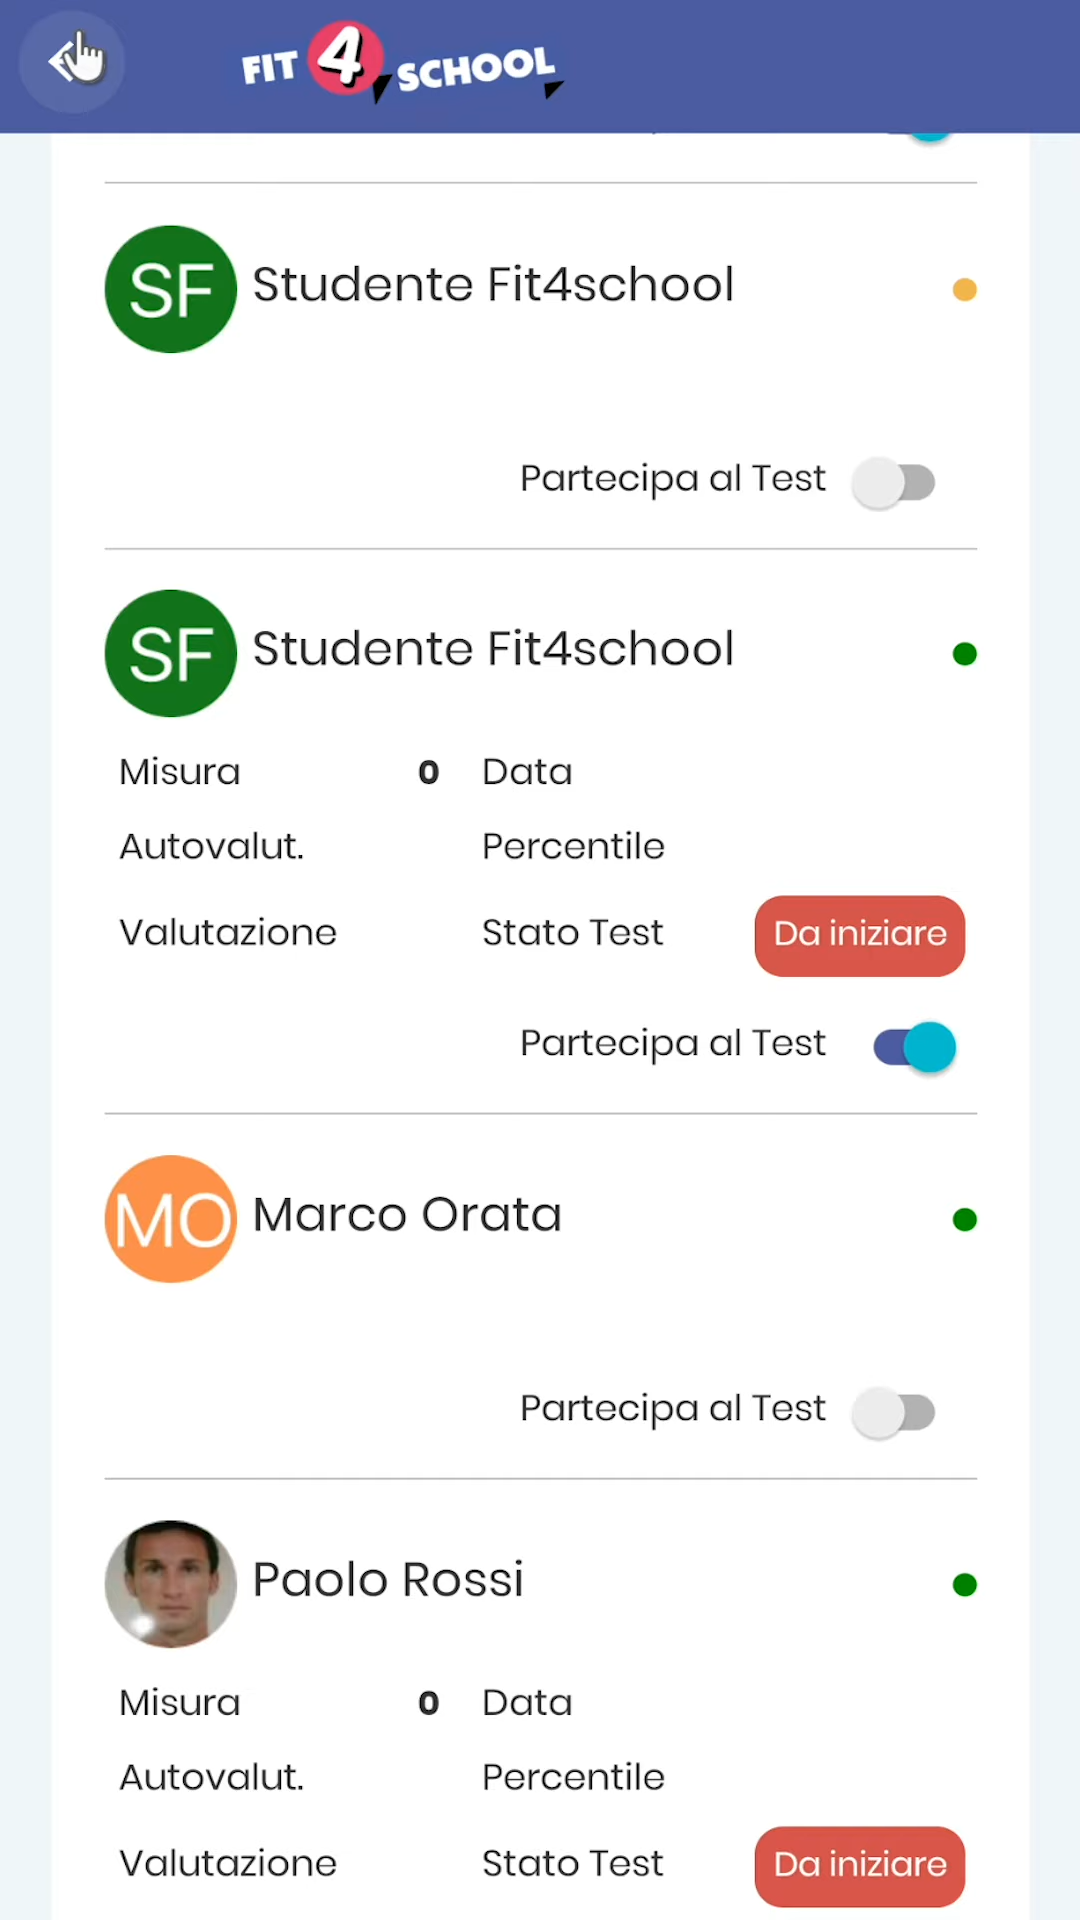 FIT 4 SCHOOL
SF Studente Fit4school
Partecipa al Test
SF Studente Fit4school
Misura 0 Data
Autovalut. Percentile
Valutazione Stato Test Da iniziare
Partecipa al Test
MO Marco Orata
Partecipa al Test
Paolo Rossi
Misura 0 Data
Autovalut. Percentile
Valutazione Stato Test Da iniziare